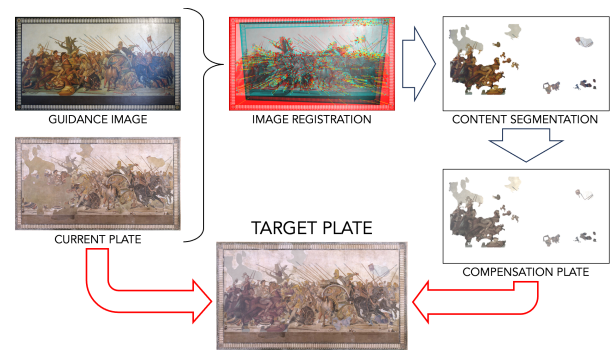 GUIDANCE IMAGE
IMAGE REGISTRATION
CONTENT SEGMENTATION
CURRENT PLATE
TARGET PLATE
COMPENSATION PLATE